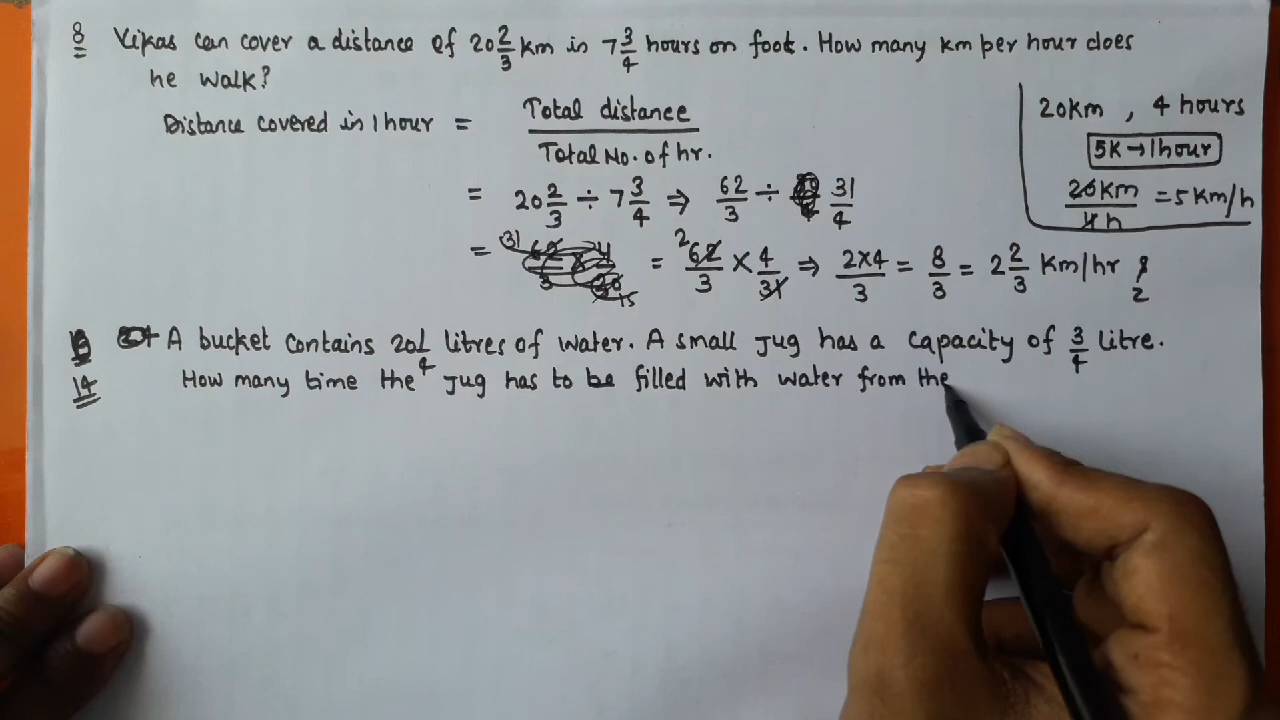 8 Vikas can cover a distance of 20 2/3 km in 7 3/4 hours on foot. How many km per hour does
he walk?
Distance covered in 1 hour = Total distance / Total No. of hr.
= 20 2/3 ÷ 7 3/4 ⇒ 62/3 ÷ 31/4
= 62/3 × 4/31 ⇒ 2×4/3 = 8/3 = 2 2/3 Km/hr
2
20km , 4 hours
5K→1hour
20km / 4h = 5 Km/h
14 A bucket contains 20 1/4 litres of water. A small Jug has a capacity of 3/4 litre.
How many time the Jug has to be filled with water from the